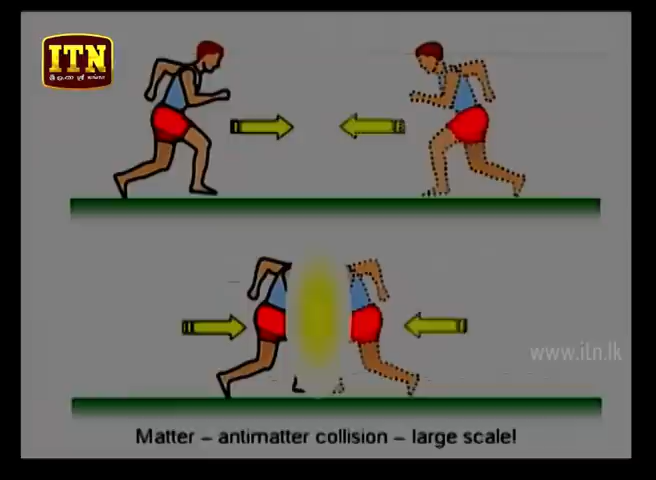 ITN
www.itn.lk
Matter – antimatter collision – large scale!